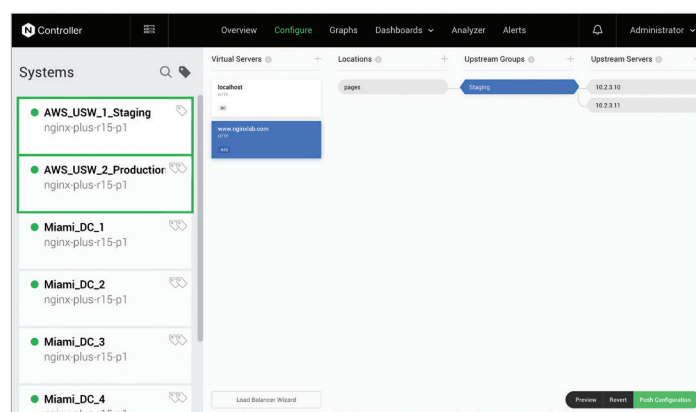 N Controller
Overview Configure Graphs Dashboards Analyzer Alerts Administrator
Systems
AWS_USW_1_Staging
nginx-plus-r15-p1
AWS_USW_2_Production
nginx-plus-r15-p1
Miami_DC_1
nginx-plus-r15-p1
Miami_DC_2
nginx-plus-r15-p1
Miami_DC_3
nginx-plus-r15-p1
Miami_DC_4
Virtual Servers
localhost
HTTP
80
www.nginxlab.com
HTTP
443
Load Balancer Wizard
Locations
pages
Upstream Groups
Staging
Upstream Servers
10.2.3.10
10.2.3.11
Preview Revert Push Configuration